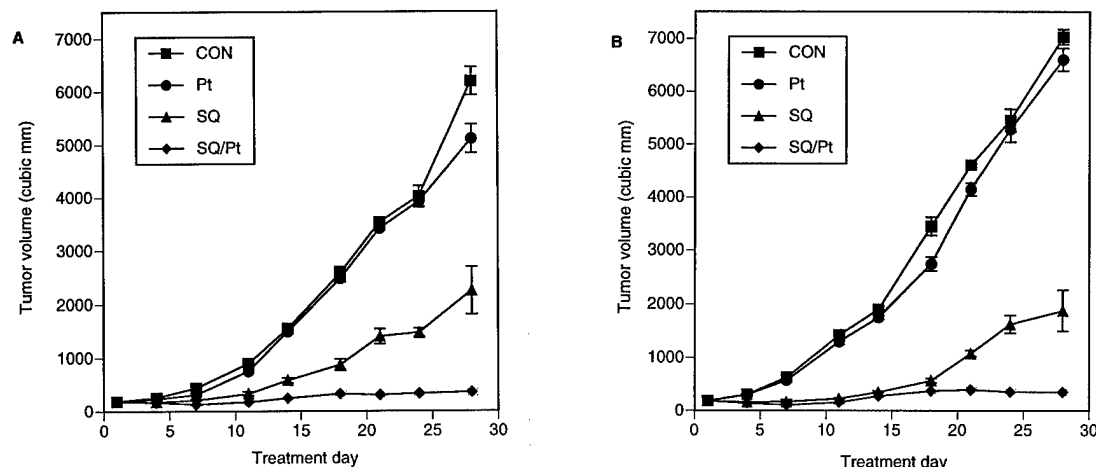 A
Tumor volume (cubic mm)
7000
6000
5000
4000
3000
2000
1000
0
CON
Pt
SQ
SQ/Pt
0 5 10 15 20 25 30
Treatment day
B
Tumor volume (cubic mm)
7000
6000
5000
4000
3000
2000
1000
0
CON
Pt
SQ
SQ/Pt
0 5 10 15 20 25 30
Treatment day